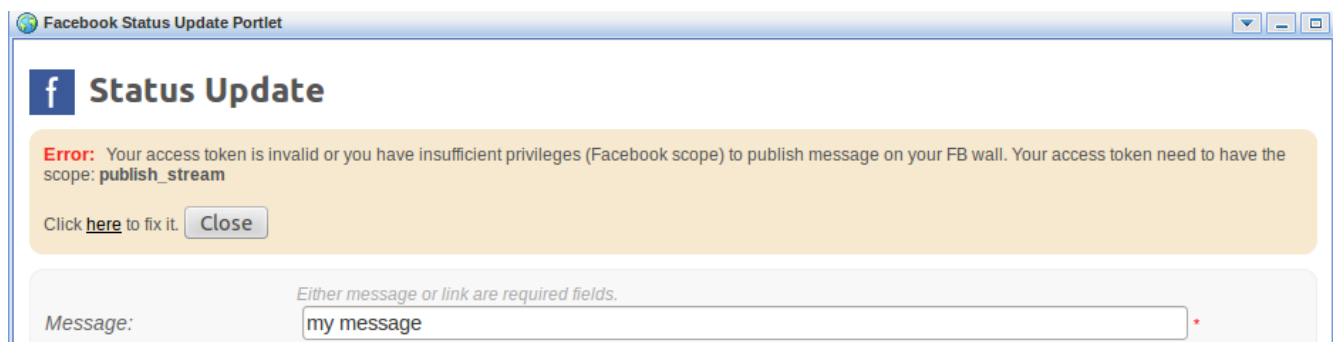 Facebook Status Update Portlet
f Status Update
Error: Your access token is invalid or you have insufficient privileges (Facebook scope) to publish message on your FB wall. Your access token need to have the
scope: publish_stream
Click here to fix it. Close
Either message or link are required fields.
Message: my message *